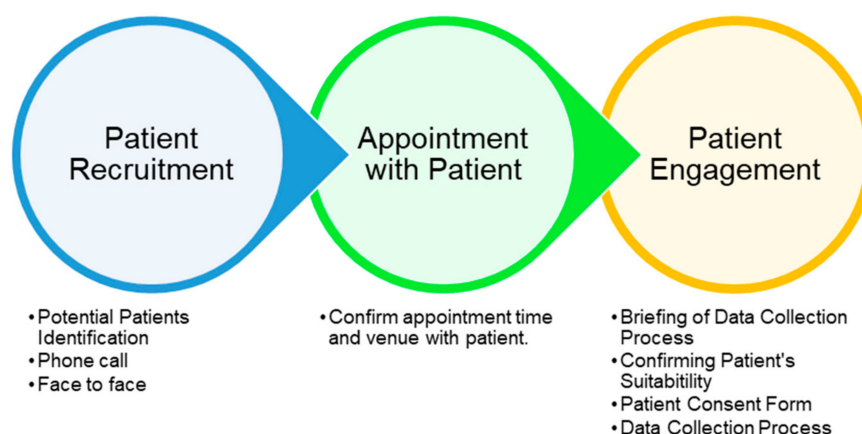 Patient
Recruitment
•Potential Patients
Identification
•Phone call
•Face to face
Appointment
with Patient
•Confirm appointment time
and venue with patient.
Patient
Engagement
•Briefing of Data Collection
Process
•Confirming Patient's
Suitabitility
•Patient Consent Form
•Data Collection Process